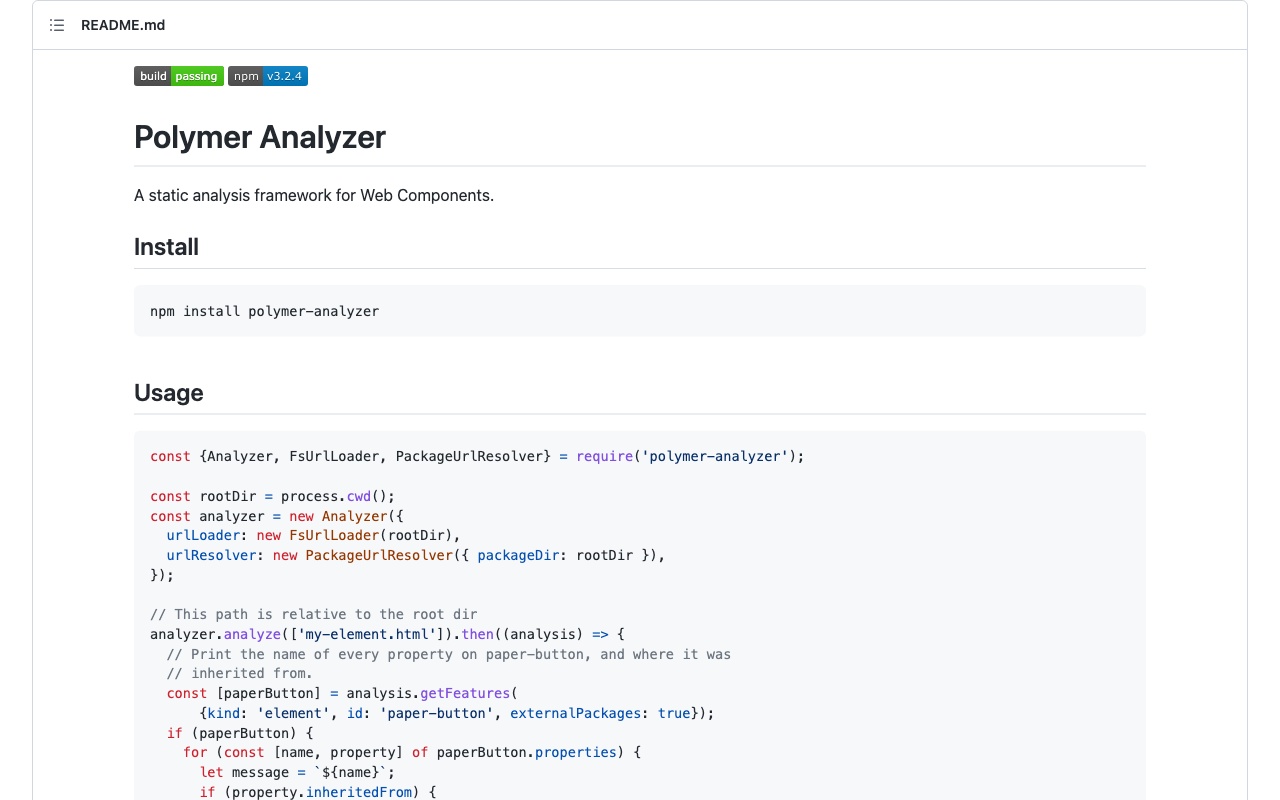 README.md
build passing npm v3.2.4
Polymer Analyzer
A static analysis framework for Web Components.
Install
npm install polymer-analyzer
Usage
const {Analyzer, FsUrlLoader, PackageUrlResolver} = require('polymer-analyzer');

const rootDir = process.cwd();
const analyzer = new Analyzer({
  urlLoader: new FsUrlLoader(rootDir),
  urlResolver: new PackageUrlResolver({ packageDir: rootDir }),
});

// This path is relative to the root dir
analyzer.analyze(['my-element.html']).then((analysis) => {
  // Print the name of every property on paper-button, and where it was
  // inherited from.
  const [paperButton] = analysis.getFeatures(
      {kind: 'element', id: 'paper-button', externalPackages: true});
  if (paperButton) {
    for (const [name, property] of paperButton.properties) {
      let message = `${name}`;
      if (property.inheritedFrom) {